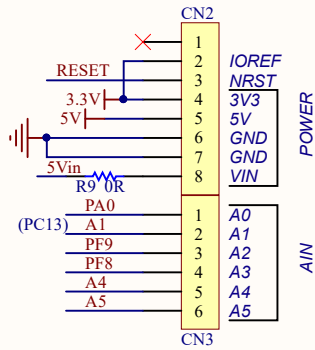 CN2
1
2 IOREF
RESET 3 NRST
3.3V 4 3V3
5V 5 5V
6 GND
7 GND
5Vin 8 VIN
R9 0R
POWER
PA0 1 A0
(PC13) A1 2 A1
PF9 3 A2
PF8 4 A3
A4 5 A4
A5 6 A5
AIN
CN3